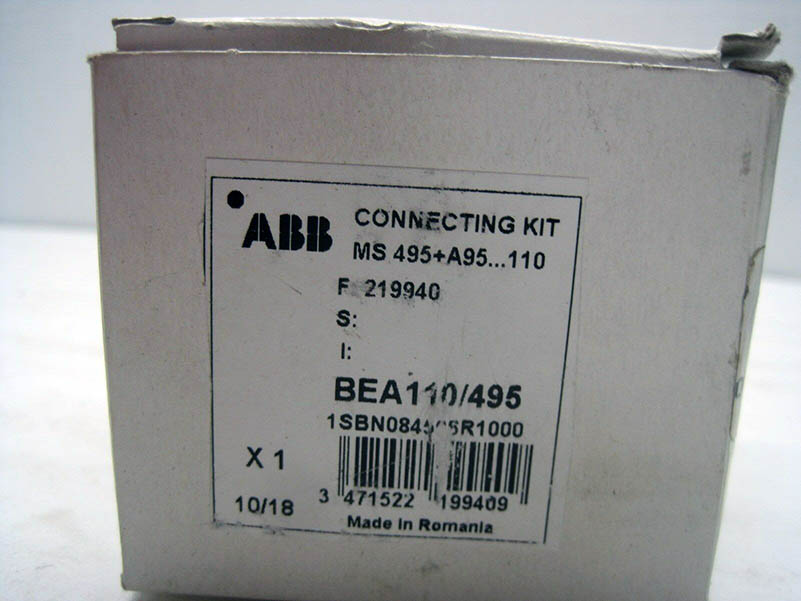 ABB
CONNECTING KIT
MS 495+A95...110
F: 219940
S:
I:
BEA110/495
X 1
3 471522 199409
10/18
Made in Romania